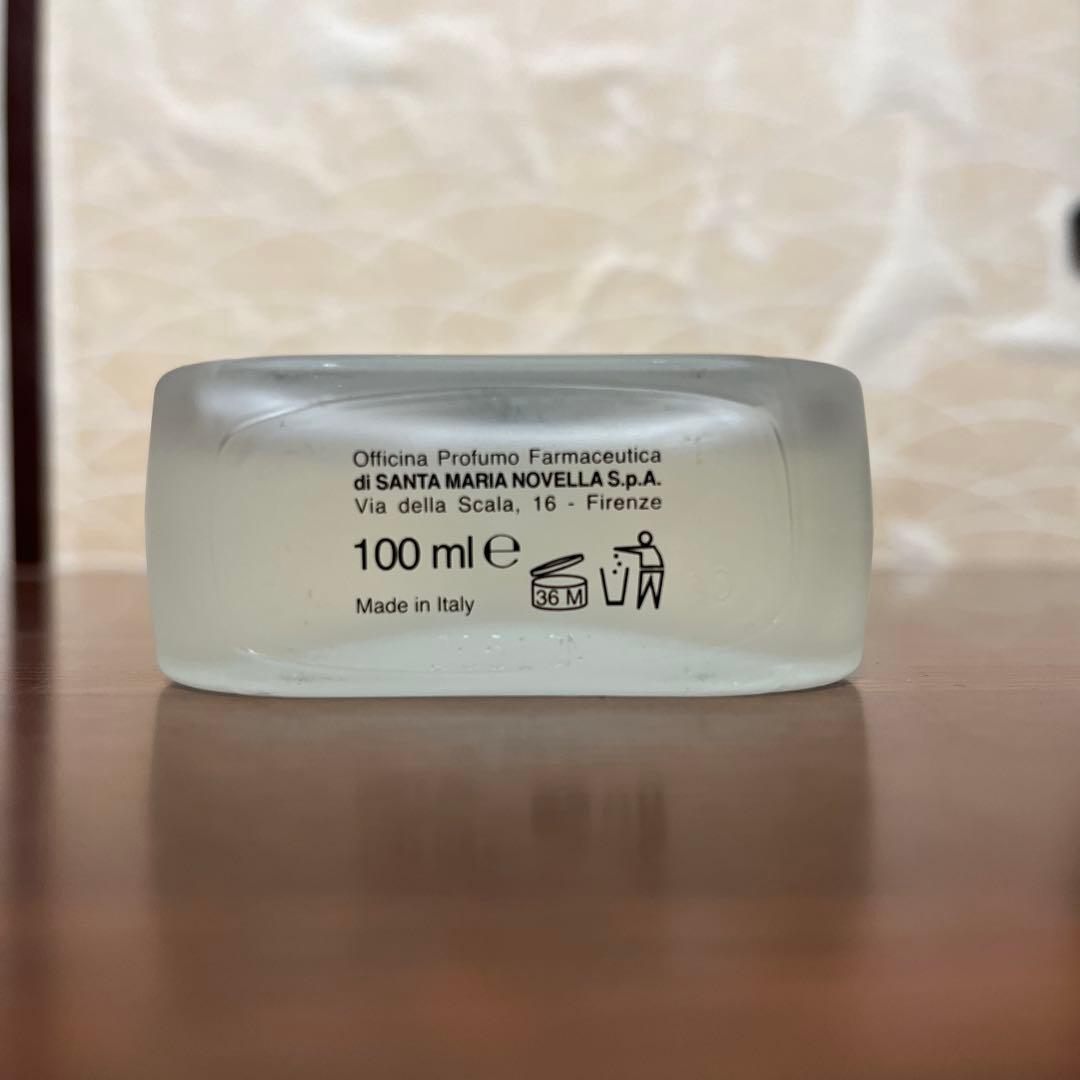 Officina Profumo Farmaceutica
di SANTA MARIA NOVELLA S.p.A.
Via della Scala, 16 - Firenze
100 ml ℮
36 M
Made in Italy